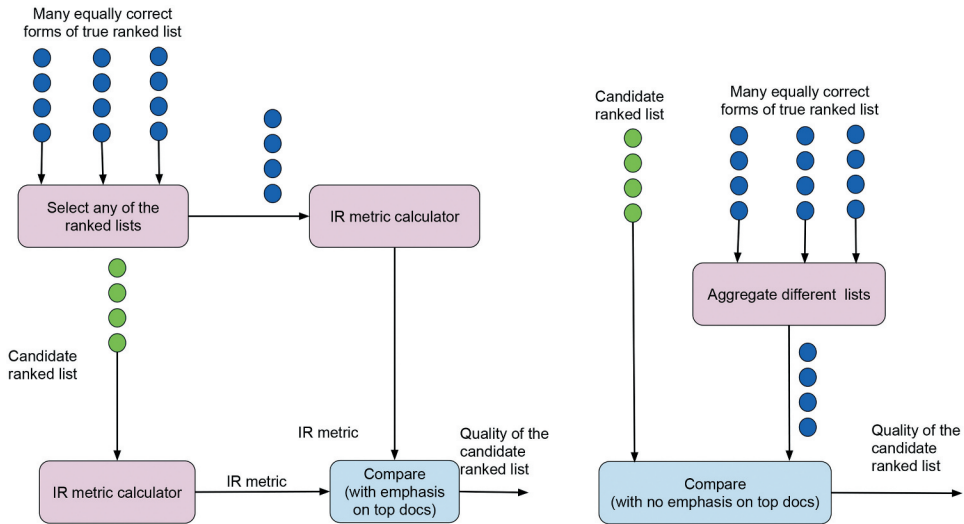 Many equally correct
forms of true ranked list
Select any of the
ranked lists
IR metric calculator
Candidate
ranked list
IR metric
IR metric calculator
IR metric
Compare
(with emphasis
on top docs)
Quality of the
candidate
ranked list
Candidate
ranked list
Many equally correct
forms of true ranked list
Aggregate different lists
Compare
(with no emphasis on top docs)
Quality of the
candidate
ranked list